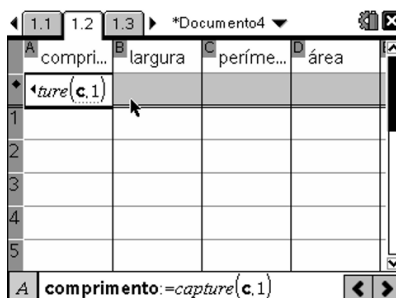 1.1 1.2 1.3 *Documento4
A compri... B largura C períme... D área
◆ ◂ture(c,1)
1
2
3
4
5
A comprimento:=capture(c,1)